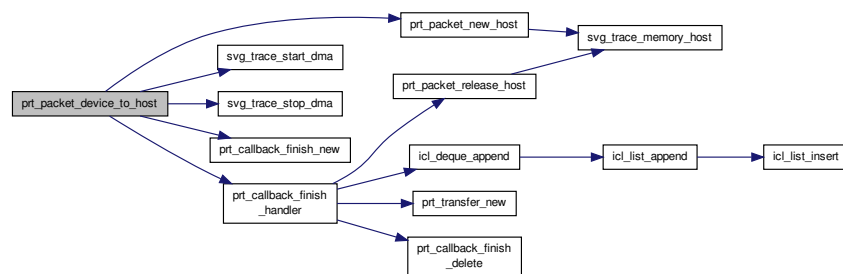 prt_packet_new_host
svg_trace_memory_host
svg_trace_start_dma
prt_packet_release_host
prt_packet_device_to_host
svg_trace_stop_dma
prt_callback_finish_new
icl_deque_append
icl_list_append
icl_list_insert
prt_callback_finish
_handler
prt_transfer_new
prt_callback_finish
_delete